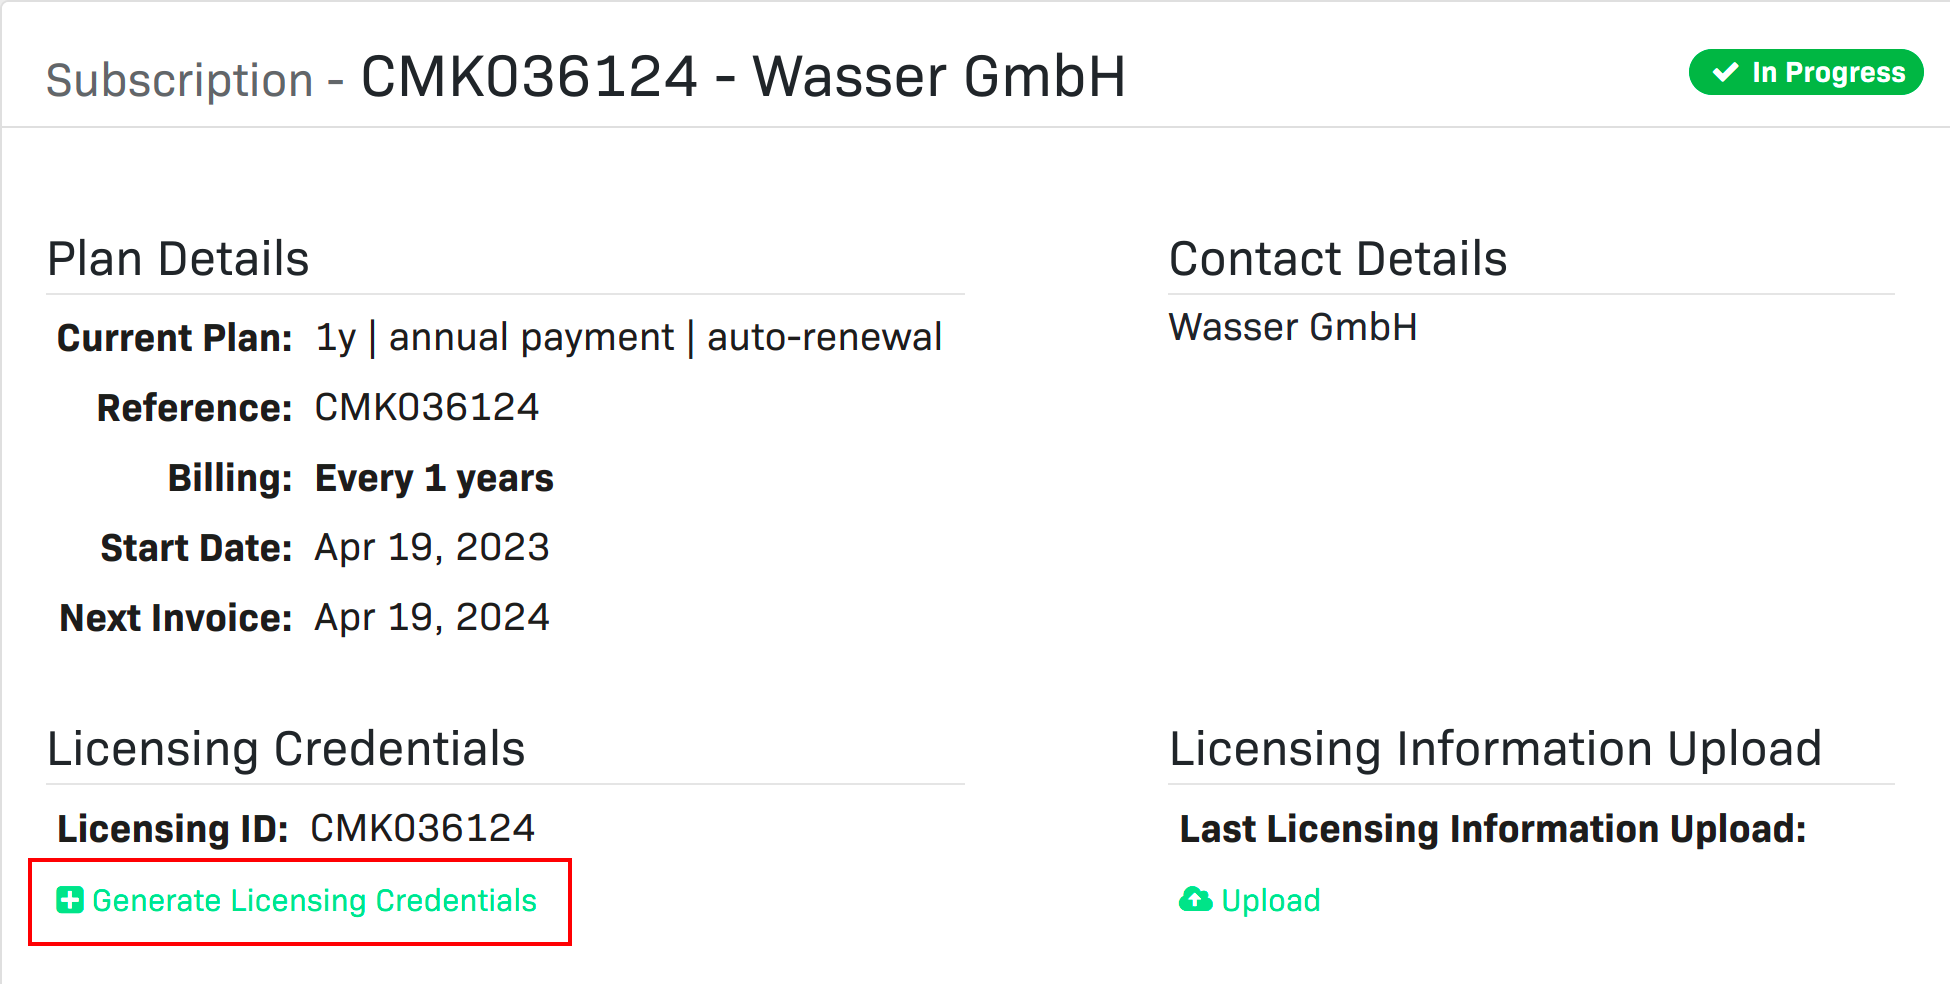 Subscription - CMK036124 - Wasser GmbH
In Progress
Plan Details
Current Plan: 1y | annual payment | auto-renewal
Reference: CMK036124
Billing: Every 1 years
Start Date: Apr 19, 2023
Next Invoice: Apr 19, 2024
Contact Details
Wasser GmbH
Licensing Credentials
Licensing ID: CMK036124
Generate Licensing Credentials
Licensing Information Upload
Last Licensing Information Upload:
Upload